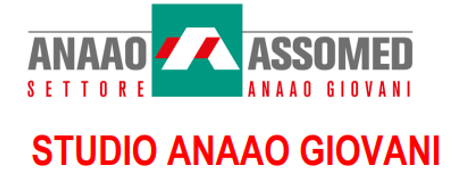 ANAAO ASSOMED
SETTORE ANAAO GIOVANI
STUDIO ANAAO GIOVANI